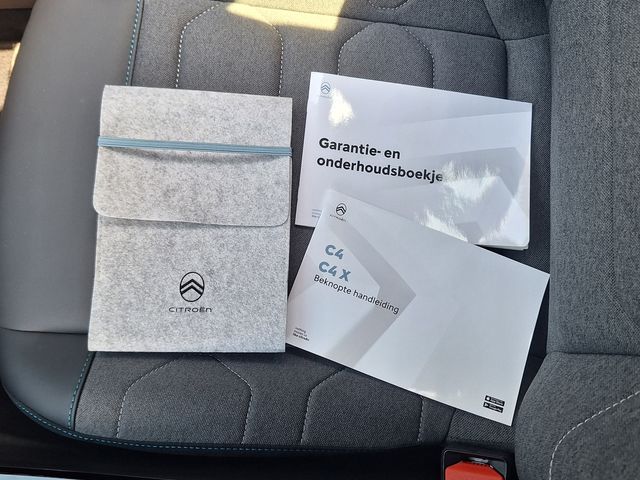 Garantie- en
onderhoudsboekje
C4
C4 X
Beknopte handleiding
CITROËN